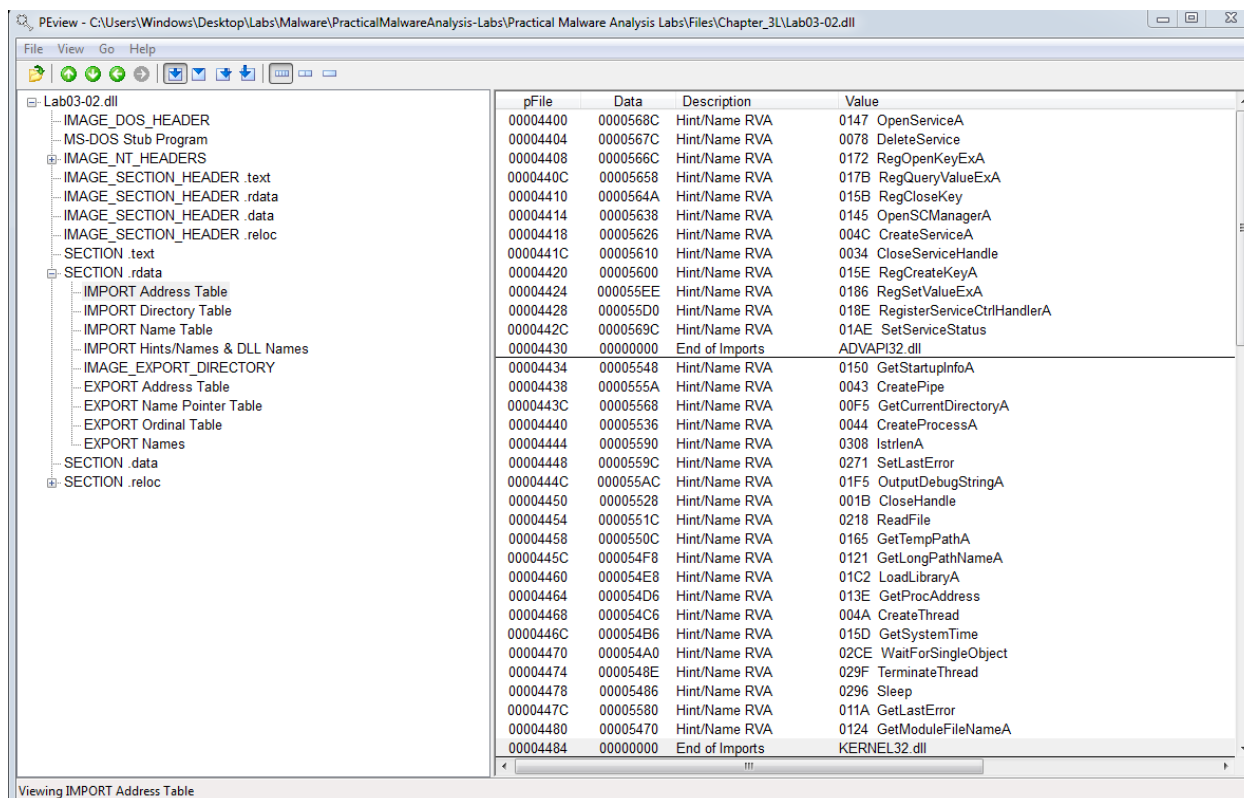 PEview - C:\Users\Windows\Desktop\Labs\Malware\PracticalMalwareAnalysis-Labs\Practical Malware Analysis Labs\Files\Chapter_3L\Lab03-02.dll
File View Go Help
Lab03-02.dll
IMAGE_DOS_HEADER
MS-DOS Stub Program
IMAGE_NT_HEADERS
IMAGE_SECTION_HEADER .text
IMAGE_SECTION_HEADER .rdata
IMAGE_SECTION_HEADER .data
IMAGE_SECTION_HEADER .reloc
SECTION .text
SECTION .rdata
IMPORT Address Table
IMPORT Directory Table
IMPORT Name Table
IMPORT Hints/Names & DLL Names
IMAGE_EXPORT_DIRECTORY
EXPORT Address Table
EXPORT Name Pointer Table
EXPORT Ordinal Table
EXPORT Names
SECTION .data
SECTION .reloc
pFile Data Description Value
00004400 0000568C Hint/Name RVA 0147 OpenServiceA
00004404 0000567C Hint/Name RVA 0078 DeleteService
00004408 0000566C Hint/Name RVA 0172 RegOpenKeyExA
0000440C 00005658 Hint/Name RVA 017B RegQueryValueExA
00004410 0000564A Hint/Name RVA 015B RegCloseKey
00004414 00005638 Hint/Name RVA 0145 OpenSCManagerA
00004418 00005626 Hint/Name RVA 004C CreateServiceA
0000441C 00005610 Hint/Name RVA 0034 CloseServiceHandle
00004420 00005600 Hint/Name RVA 015E RegCreateKeyA
00004424 000055EE Hint/Name RVA 0186 RegSetValueExA
00004428 000055D0 Hint/Name RVA 018E RegisterServiceCtrlHandlerA
0000442C 0000569C Hint/Name RVA 01AE SetServiceStatus
00004430 00000000 End of Imports ADVAPI32.dll
00004434 00005548 Hint/Name RVA 0150 GetStartupInfoA
00004438 0000555A Hint/Name RVA 0043 CreatePipe
0000443C 00005568 Hint/Name RVA 00F5 GetCurrentDirectoryA
00004440 00005536 Hint/Name RVA 0044 CreateProcessA
00004444 00005590 Hint/Name RVA 0308 lstrlenA
00004448 0000559C Hint/Name RVA 0271 SetLastError
0000444C 000055AC Hint/Name RVA 01F5 OutputDebugStringA
00004450 00005528 Hint/Name RVA 001B CloseHandle
00004454 0000551C Hint/Name RVA 0218 ReadFile
00004458 0000550C Hint/Name RVA 0165 GetTempPathA
0000445C 000054F8 Hint/Name RVA 0121 GetLongPathNameA
00004460 000054E8 Hint/Name RVA 01C2 LoadLibraryA
00004464 000054D6 Hint/Name RVA 013E GetProcAddress
00004468 000054C6 Hint/Name RVA 004A CreateThread
0000446C 000054B6 Hint/Name RVA 015D GetSystemTime
00004470 000054A0 Hint/Name RVA 02CE WaitForSingleObject
00004474 0000548E Hint/Name RVA 029F TerminateThread
00004478 00005486 Hint/Name RVA 0296 Sleep
0000447C 00005580 Hint/Name RVA 011A GetLastError
00004480 00005470 Hint/Name RVA 0124 GetModuleFileNameA
00004484 00000000 End of Imports KERNEL32.dll
Viewing IMPORT Address Table